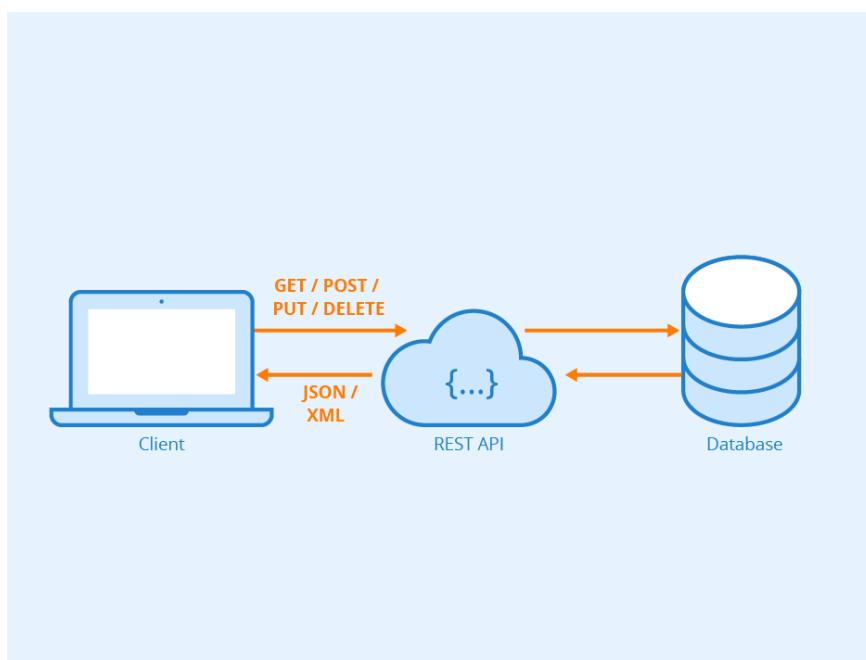 GET / POST /
PUT / DELETE
{...}
JSON /
XML
Client
REST API
Database